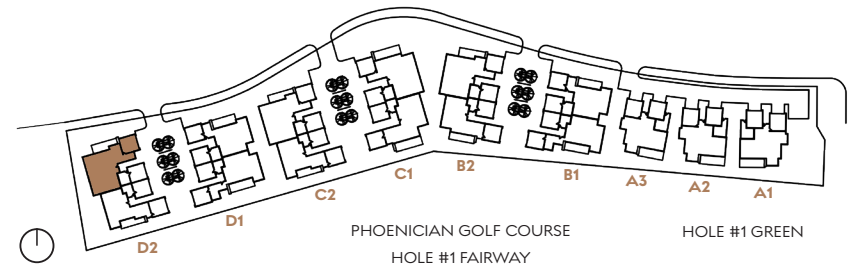 C1
B2
C2
B1
A3
A2
A1
D1
D2
PHOENICIAN GOLF COURSE
HOLE #1 FAIRWAY
HOLE #1 GREEN